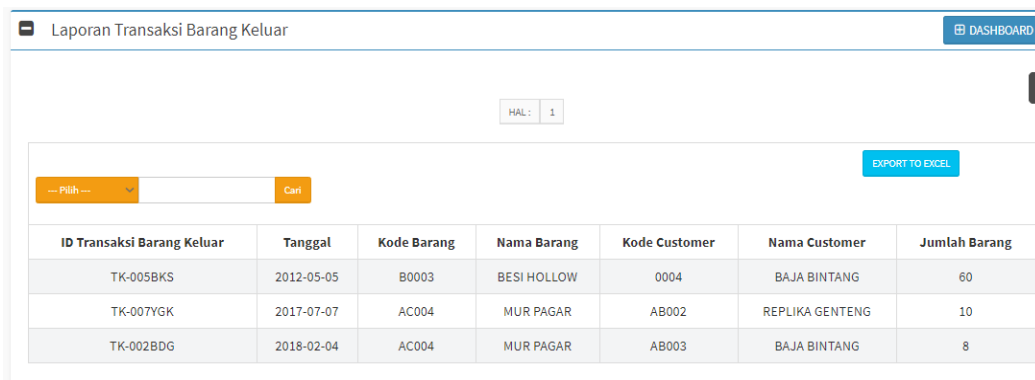 Laporan Transaksi Barang Keluar
DASHBOARD
HAL : 1
EXPORT TO EXCEL
--- Pilih --- Cari
ID Transaksi Barang Keluar Tanggal Kode Barang Nama Barang Kode Customer Nama Customer Jumlah Barang
TK-005BKS 2012-05-05 B0003 BESI HOLLOW 0004 BAJA BINTANG 60
TK-007YGK 2017-07-07 AC004 MUR PAGAR AB002 REPLIKA GENTENG 10
TK-002BDG 2018-02-04 AC004 MUR PAGAR AB003 BAJA BINTANG 8